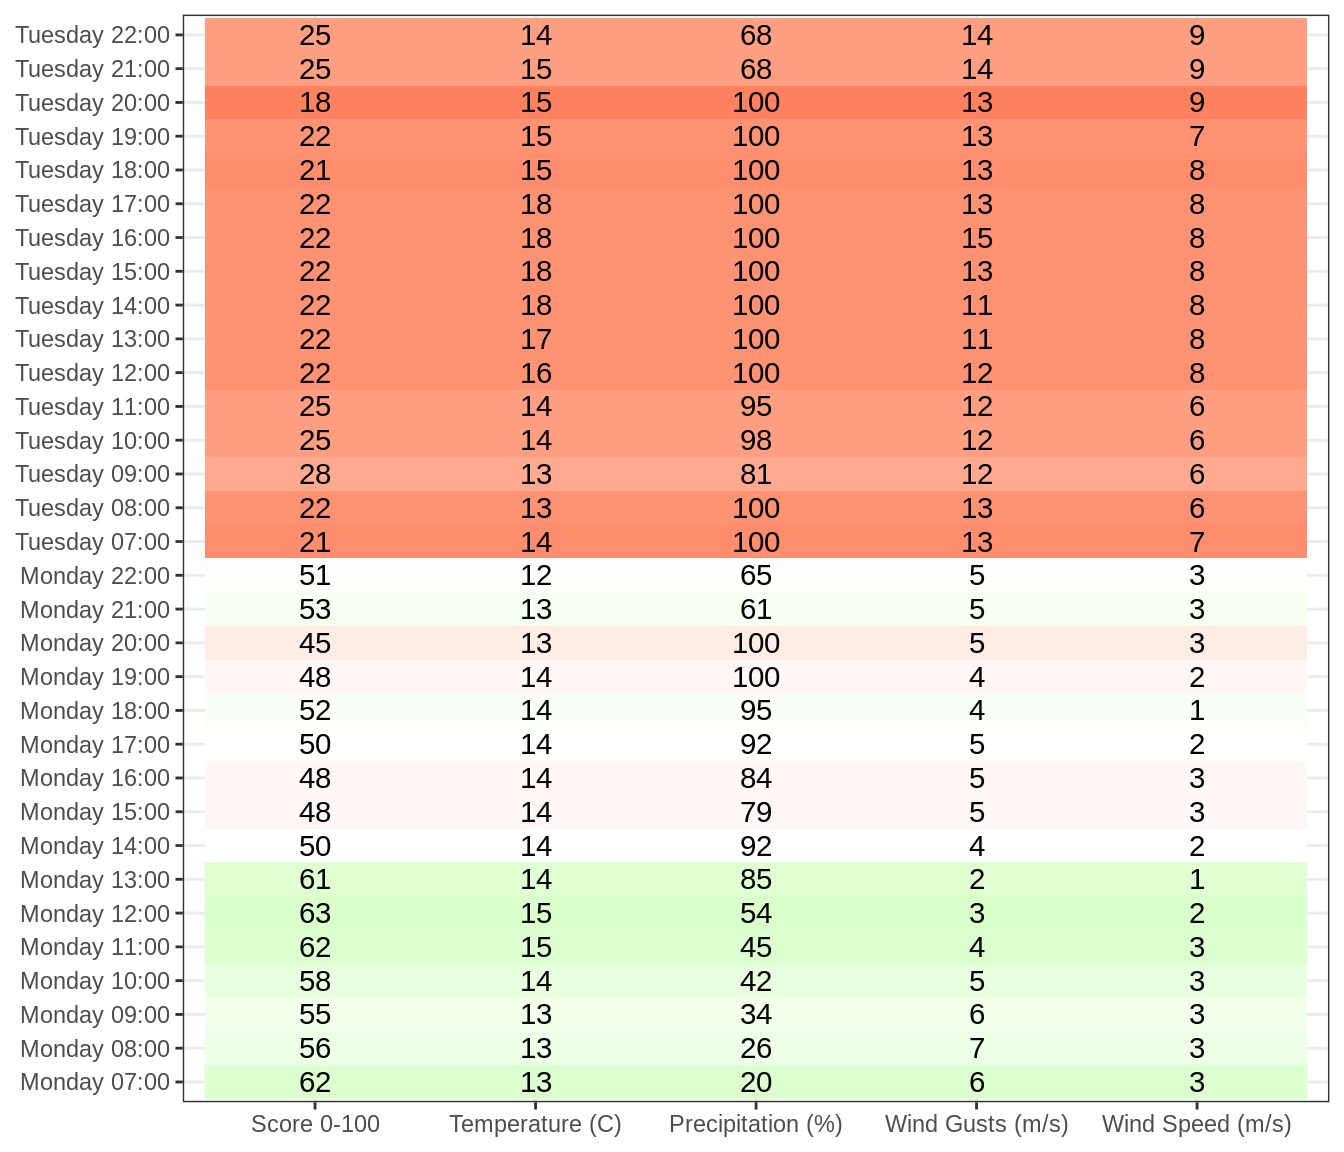 Tuesday 22:00 25 14 68 14 9
Tuesday 21:00 25 15 68 14 9
Tuesday 20:00 18 15 100 13 9
Tuesday 19:00 22 15 100 13 7
Tuesday 18:00 21 15 100 13 8
Tuesday 17:00 22 18 100 13 8
Tuesday 16:00 22 18 100 15 8
Tuesday 15:00 22 18 100 13 8
Tuesday 14:00 22 18 100 11 8
Tuesday 13:00 22 17 100 11 8
Tuesday 12:00 22 16 100 12 8
Tuesday 11:00 25 14 95 12 6
Tuesday 10:00 25 14 98 12 6
Tuesday 09:00 28 13 81 12 6
Tuesday 08:00 22 13 100 13 6
Tuesday 07:00 21 14 100 13 7
Monday 22:00 51 12 65 5 3
Monday 21:00 53 13 61 5 3
Monday 20:00 45 13 100 5 3
Monday 19:00 48 14 100 4 2
Monday 18:00 52 14 95 4 1
Monday 17:00 50 14 92 5 2
Monday 16:00 48 14 84 5 3
Monday 15:00 48 14 79 5 3
Monday 14:00 50 14 92 4 2
Monday 13:00 61 14 85 2 1
Monday 12:00 63 15 54 3 2
Monday 11:00 62 15 45 4 3
Monday 10:00 58 14 42 5 3
Monday 09:00 55 13 34 6 3
Monday 08:00 56 13 26 7 3
Monday 07:00 62 13 20 6 3
Score 0-100 Temperature (C) Precipitation (%) Wind Gusts (m/s) Wind Speed (m/s)